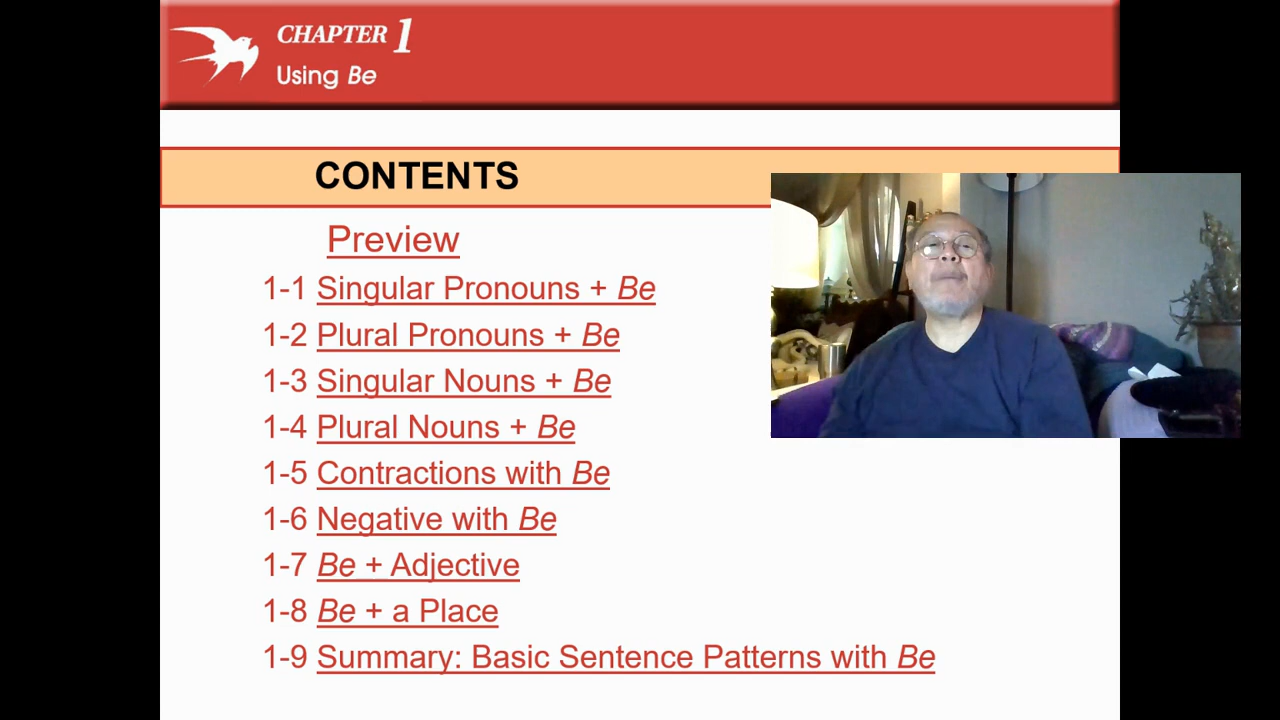 CHAPTER 1
Using Be
CONTENTS
Preview
1-1 Singular Pronouns + Be
1-2 Plural Pronouns + Be
1-3 Singular Nouns + Be
1-4 Plural Nouns + Be
1-5 Contractions with Be
1-6 Negative with Be
1-7 Be + Adjective
1-8 Be + a Place
1-9 Summary: Basic Sentence Patterns with Be